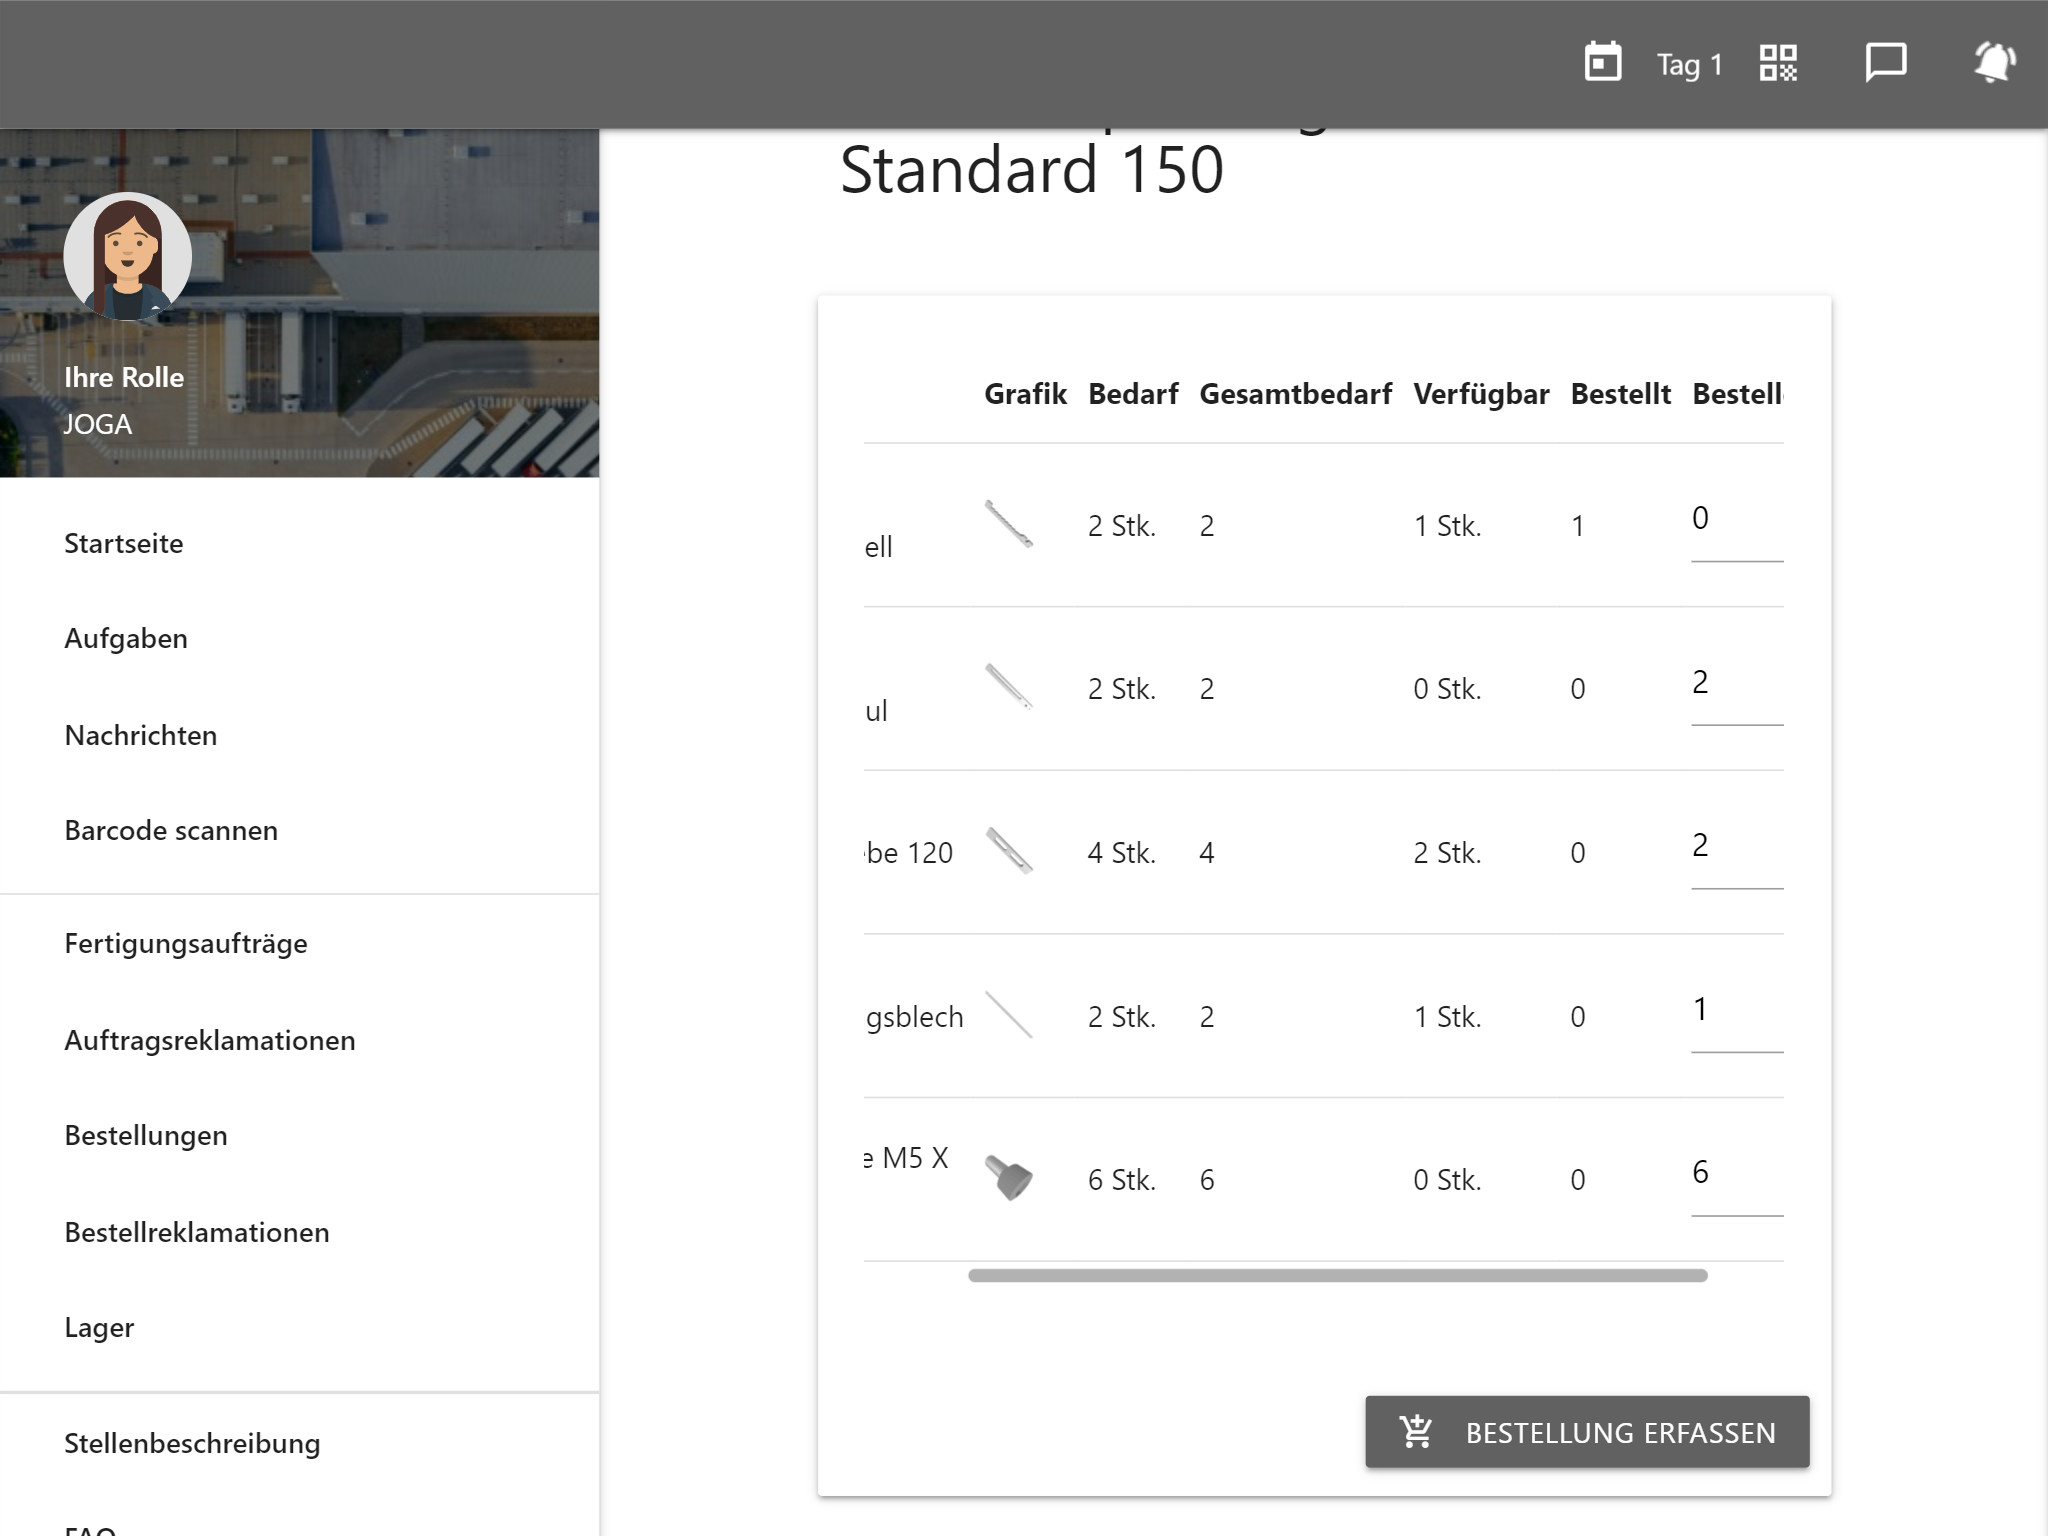 Tag 1
Standard 150
Ihre Rolle
JOGA
Startseite
Aufgaben
Nachrichten
Barcode scannen
Fertigungsaufträge
Auftragsreklamationen
Bestellungen
Bestellreklamationen
Lager
Stellenbeschreibung
FAQ
Grafik Bedarf Gesamtbedarf Verfügbar Bestellt Bestell
ell 2 Stk. 2 1 Stk. 1 0
ul 2 Stk. 2 0 Stk. 0 2
be 120 4 Stk. 4 2 Stk. 0 2
gsblech 2 Stk. 2 1 Stk. 0 1
e M5 X 6 Stk. 6 0 Stk. 0 6
BESTELLUNG ERFASSEN